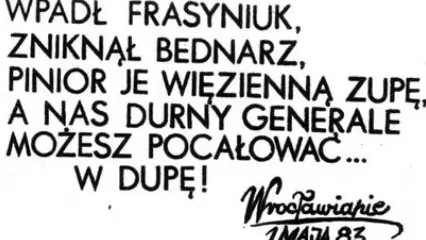 WPADŁ FRASYNIUK,
ZNIKNĄŁ BEDNARZ,
PINIOR JE WIĘZIENNĄ ZUPĘ,
A NAS DURNY GENERALE
MOŻESZ POCAŁOWAĆ...
W DUPĘ!
Wrocławianie
1 MAJA 83